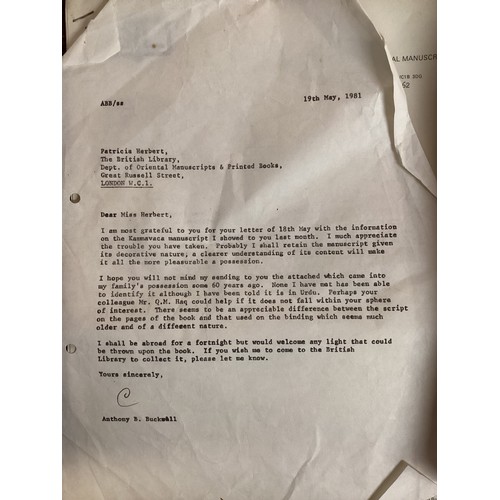 AL MANUSCR
ABB/ss
19th May, 1981
Patricia Herbert,
The British Library,
Dept. of Oriental Manuscripts & Printed Books,
Great Russell Street,
LONDON W.C.1.
Dear Miss Herbert,
I am most grateful to you for your letter of 18th May with the information
on the Kammavaca manuscript I showed to you last month. I much appreciate
the trouble you have taken. Probably I shall retain the manuscript given
its decorative nature, a clearer understanding of its content will make
it all the more pleasurable a possession.
I hope you will not mind my sending to you the attached which came into
my family's possession some 60 years ago. None I have met has been able
to identify it although I have been told it is in Urdu. Perhaps your
colleague Mr. Q.M. Haq could help if it does not fall within your sphere
of interest. There seems to be an appreciable difference between the script
on the pages of the book and that used on the binding which seems much
older and of a different nature.
I shall be abroad for a fortnight but would welcome any light that could
be thrown upon the book. If you wish me to come to the British
Library to collect it, please let me know.
Yours sincerely,
Anthony B. Bucknall